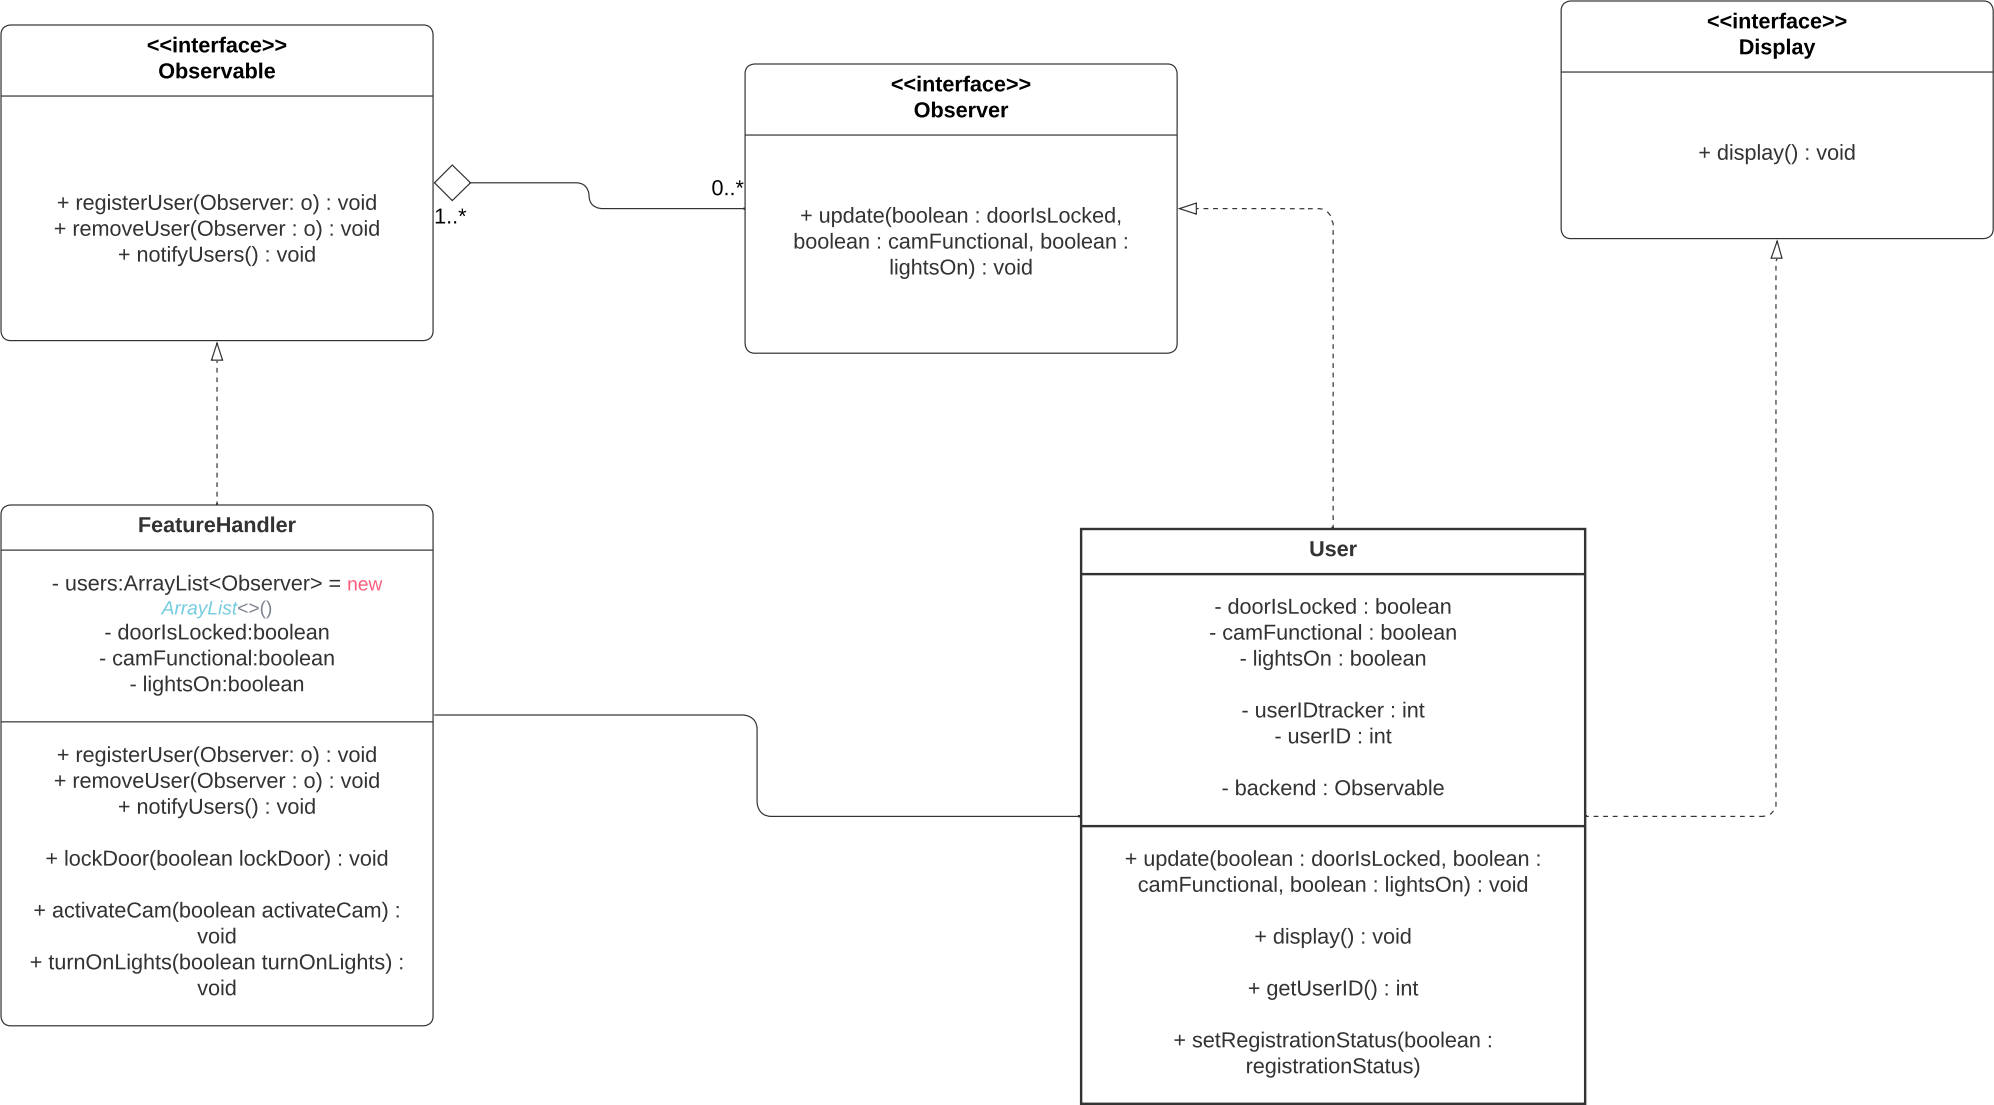 <<interface>>
Observable
+ registerUser(Observer: o) : void
+ removeUser(Observer : o) : void
+ notifyUsers() : void
1..*
0..*
<<interface>>
Observer
+ update(boolean : doorIsLocked,
boolean : camFunctional, boolean :
lightsOn) : void
<<interface>>
Display
+ display() : void
FeatureHandler
- users:ArrayList<Observer> = new
ArrayList<>()
- doorIsLocked:boolean
- camFunctional:boolean
- lightsOn:boolean
+ registerUser(Observer: o) : void
+ removeUser(Observer : o) : void
+ notifyUsers() : void
+ lockDoor(boolean lockDoor) : void
+ activateCam(boolean activateCam) :
void
+ turnOnLights(boolean turnOnLights) :
void
User
- doorIsLocked : boolean
- camFunctional : boolean
- lightsOn : boolean
- userIDtracker : int
- userID : int
- backend : Observable
+ update(boolean : doorIsLocked, boolean :
camFunctional, boolean : lightsOn) : void
+ display() : void
+ getUserID() : int
+ setRegistrationStatus(boolean :
registrationStatus)